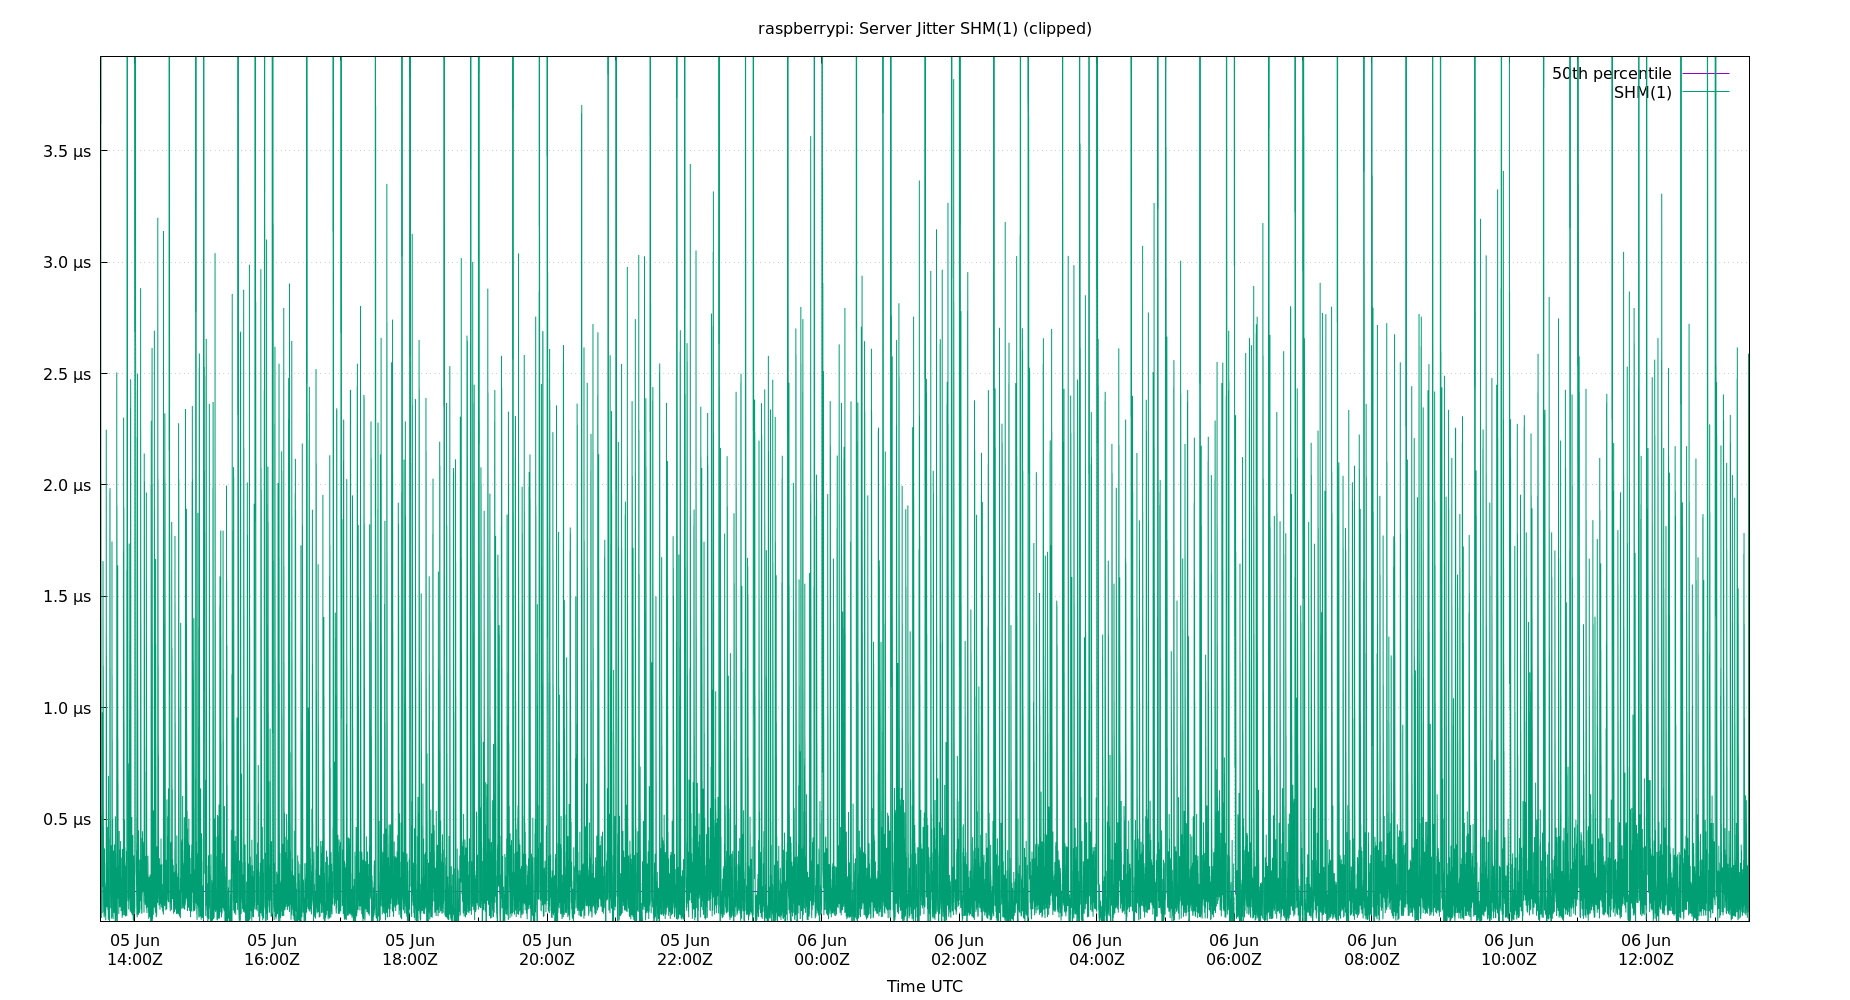 raspberrypi: Server Jitter SHM(1) (clipped)
50th percentile
SHM(1)
3.5 µs
3.0 µs
2.5 µs
2.0 µs
1.5 µs
1.0 µs
0.5 µs
05 Jun 05 Jun 05 Jun 05 Jun 05 Jun 06 Jun 06 Jun 06 Jun 06 Jun 06 Jun 06 Jun 06 Jun
14:00Z 16:00Z 18:00Z 20:00Z 22:00Z 00:00Z 02:00Z 04:00Z 06:00Z 08:00Z 10:00Z 12:00Z
Time UTC